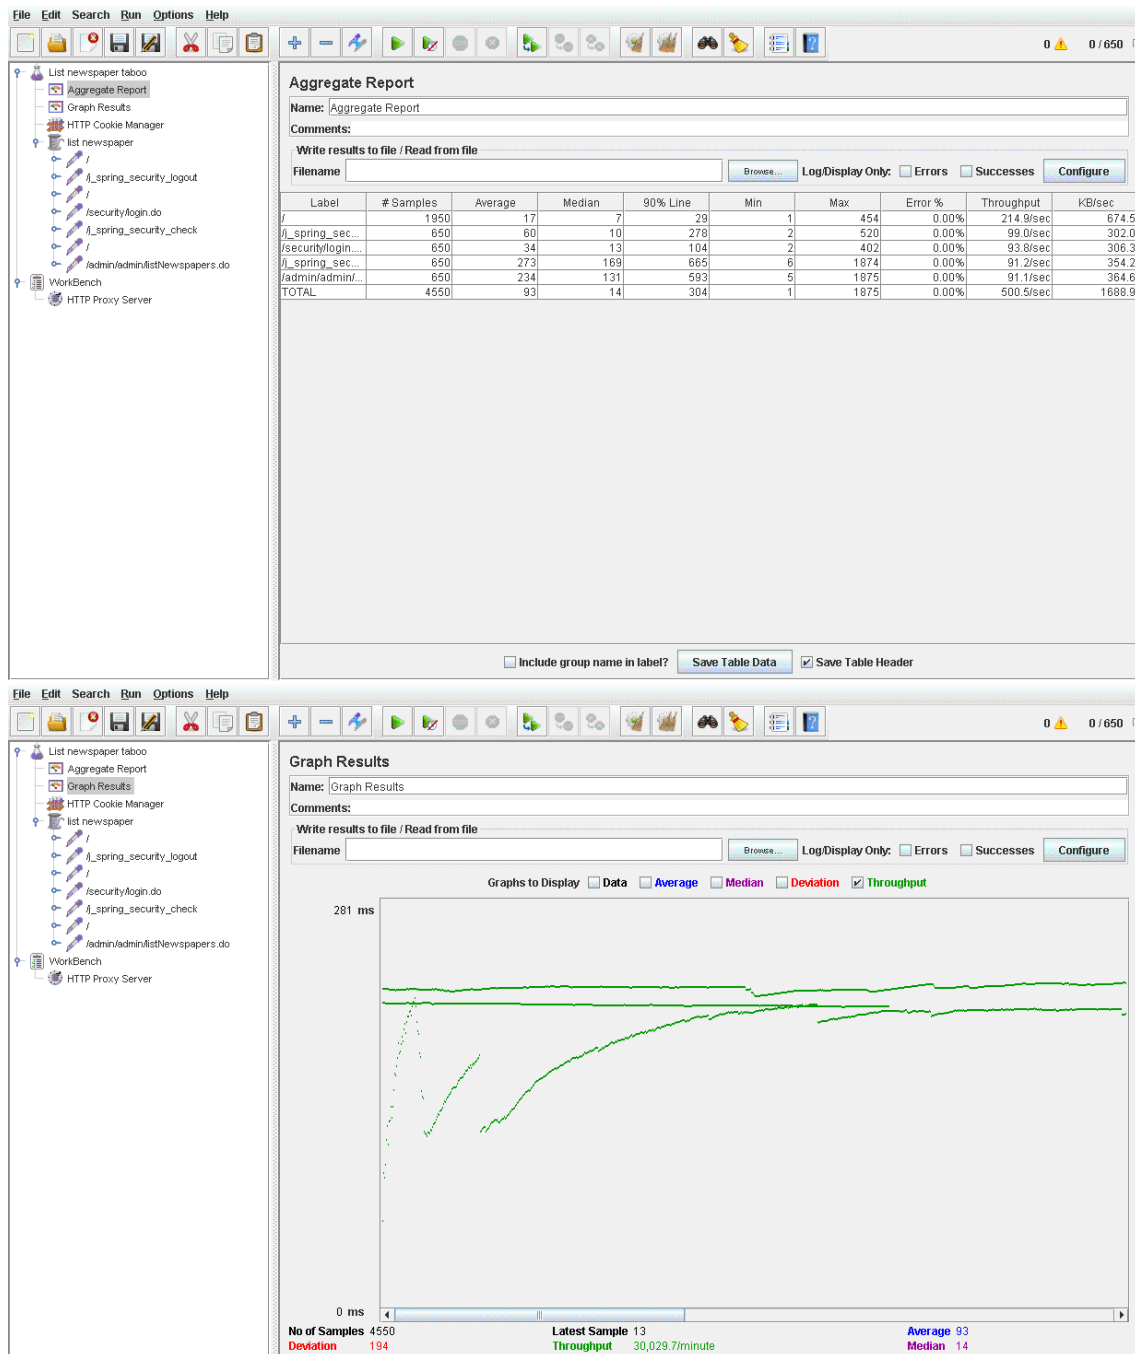 File Edit Search Run Options Help
0 0 / 650
List newspaper taboo
Aggregate Report
Graph Results
HTTP Cookie Manager
list newspaper
/
/j_spring_security_logout
/
/security/login.do
/j_spring_security_check
/
/admin/admin/listNewspapers.do
WorkBench
HTTP Proxy Server
Aggregate Report
Name: Aggregate Report
Comments:
Write results to file / Read from file
Filename Browse... Log/Display Only: Errors Successes Configure
Label # Samples Average Median 90% Line Min Max Error % Throughput KB/sec
/ 1950 17 7 29 1 454 0.00% 214.9/sec 674.5
/j_spring_sec... 650 60 10 278 2 520 0.00% 99.0/sec 302.0
/security/login.... 650 34 13 104 2 402 0.00% 93.8/sec 306.3
/j_spring_sec... 650 273 169 665 6 1874 0.00% 91.2/sec 354.2
/admin/admin/... 650 234 131 593 5 1875 0.00% 91.1/sec 364.6
TOTAL 4550 93 14 304 1 1875 0.00% 500.5/sec 1688.9
Include group name in label? Save Table Data Save Table Header
File Edit Search Run Options Help
0 0 / 650
List newspaper taboo
Aggregate Report
Graph Results
HTTP Cookie Manager
list newspaper
/
/j_spring_security_logout
/
/security/login.do
/j_spring_security_check
/
/admin/admin/listNewspapers.do
WorkBench
HTTP Proxy Server
Graph Results
Name: Graph Results
Comments:
Write results to file / Read from file
Filename Browse... Log/Display Only: Errors Successes Configure
Graphs to Display Data Average Median Deviation Throughput
281 ms
0 ms
No of Samples 4550 Latest Sample 13 Average 93
Deviation 194 Throughput 30,029.7/minute Median 14